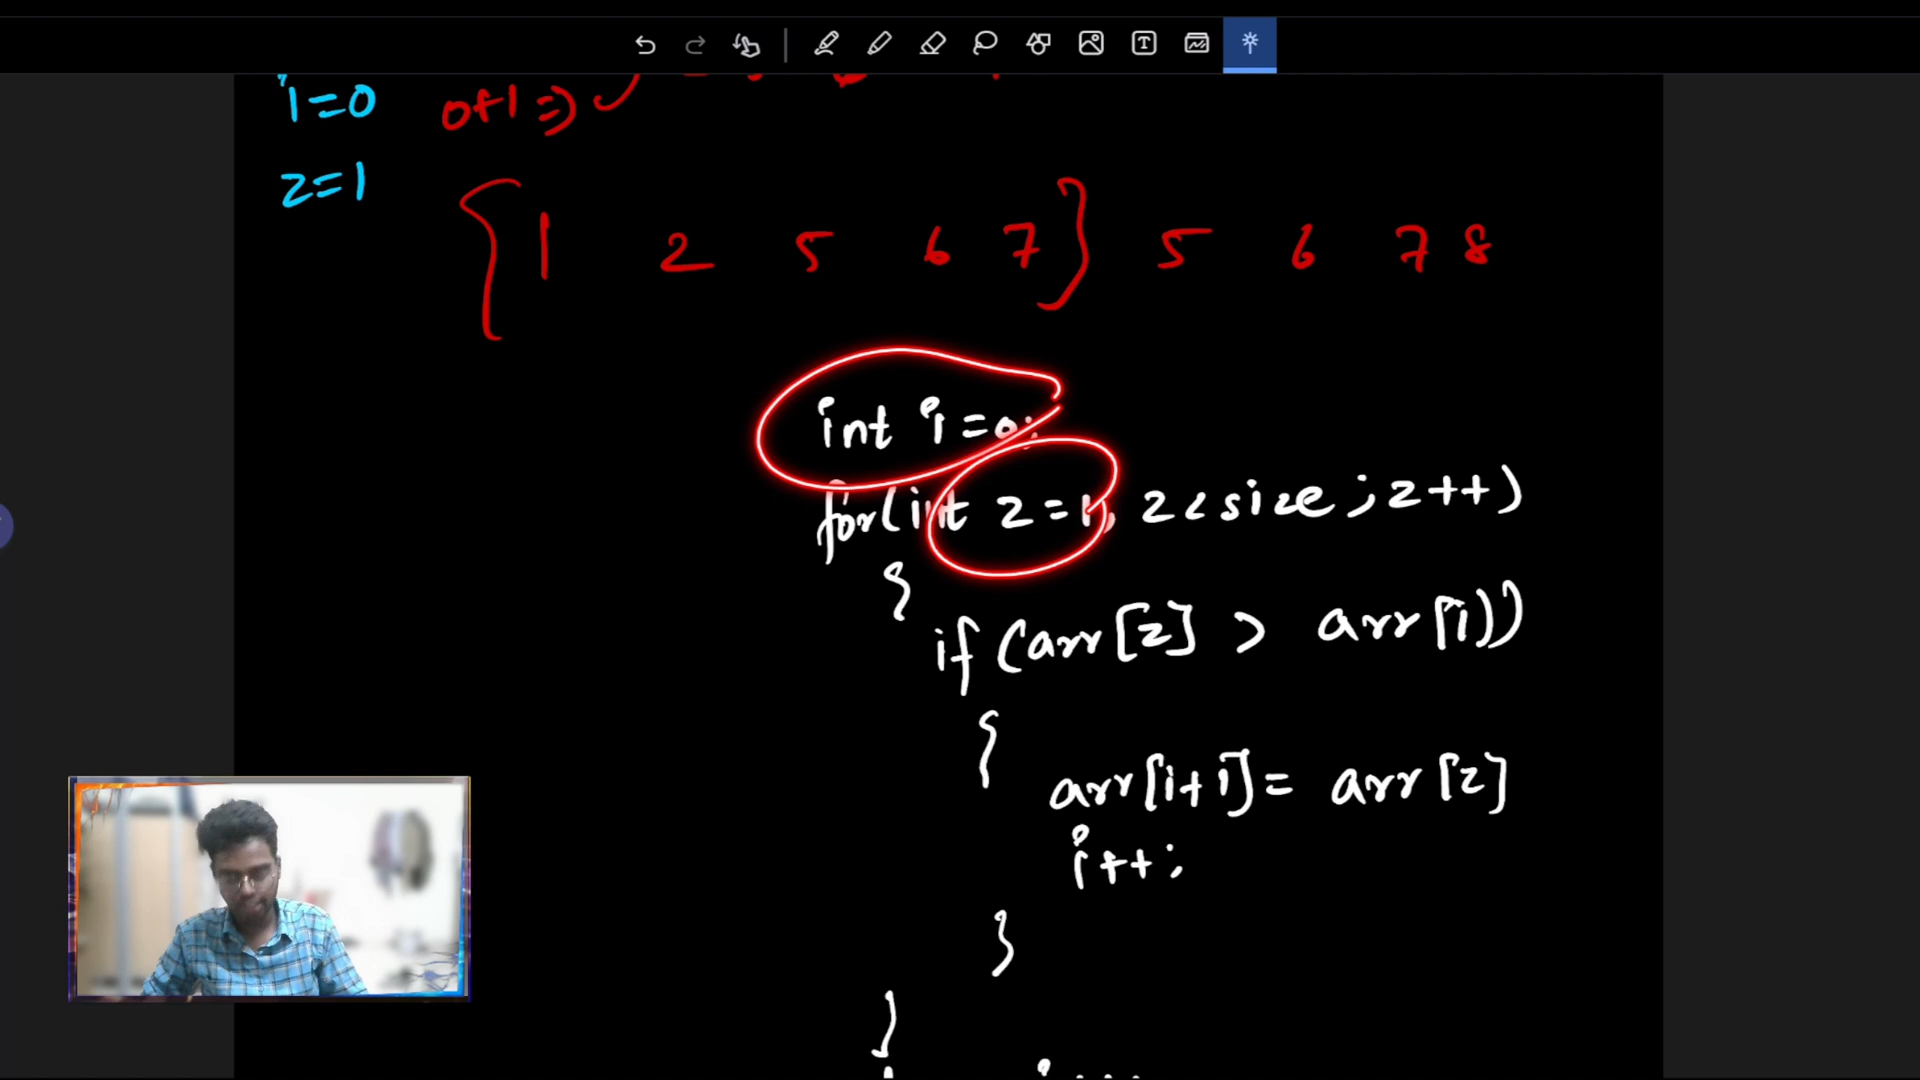 i=0 0+1=>
z=1
{ 1 2 5 6 7 } 5 6 7 8
int i=0;
for(int z=1; z<size;z++)
{
if (arr[z] > arr[i])
{
arr[i+1]= arr[z]
i++;
}
}